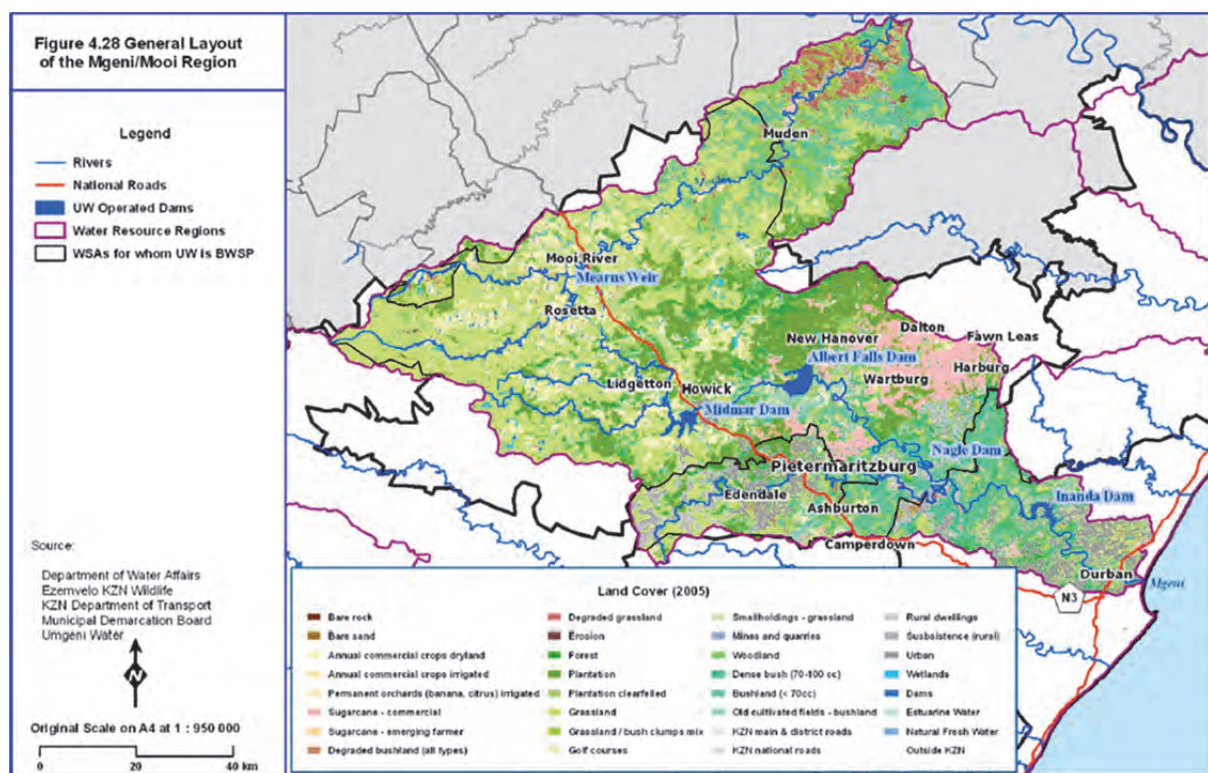 Figure 4.28 General Layout
of the Mgeni/Mooi Region
Legend
Rivers
National Roads
UW Operated Dams
Water Resource Regions
WSAs for whom UW is BWSP
Source:
Department of Water Affairs
Ezemvelo KZN Wildlife
KZN Department of Transport
Municipal Demarcation Board
Umgeni Water
N
Original Scale on A4 at 1 : 950 000
0 20 40 km
Muden
Mooi River
Mearns Weir
Rosetta
New Hanover
Dalton
Fawn Leas
Albert Falls Dam
Harburg
Wartburg
Lidgetton
Howick
Midmar Dam
Nagle Dam
Pietermaritzburg
Edendale
Inanda Dam
Ashburton
Camperdown
Durban
Mgeni
N3
Land Cover (2005)
Bare rock
Bare sand
Annual commercial crops dryland
Annual commercial crops irrigated
Permanent orchards (banana, citrus) irrigated
Sugarcane - commercial
Sugarcane - emerging farmer
Degraded bushland (all types)
Degraded grassland
Erosion
Forest
Plantation
Plantation clearfelled
Grassland
Grassland / bush clumps mix
Golf courses
Smallholdings - grassland
Mines and quarries
Woodland
Dense bush (70-100 cc)
Bushland (< 70cc)
Old cultivated fields - bushland
KZN main & district roads
KZN national roads
Rural dwellings
Susbsistence (rural)
Urban
Wetlands
Dams
Estuarine Water
Natural Fresh Water
Outside KZN